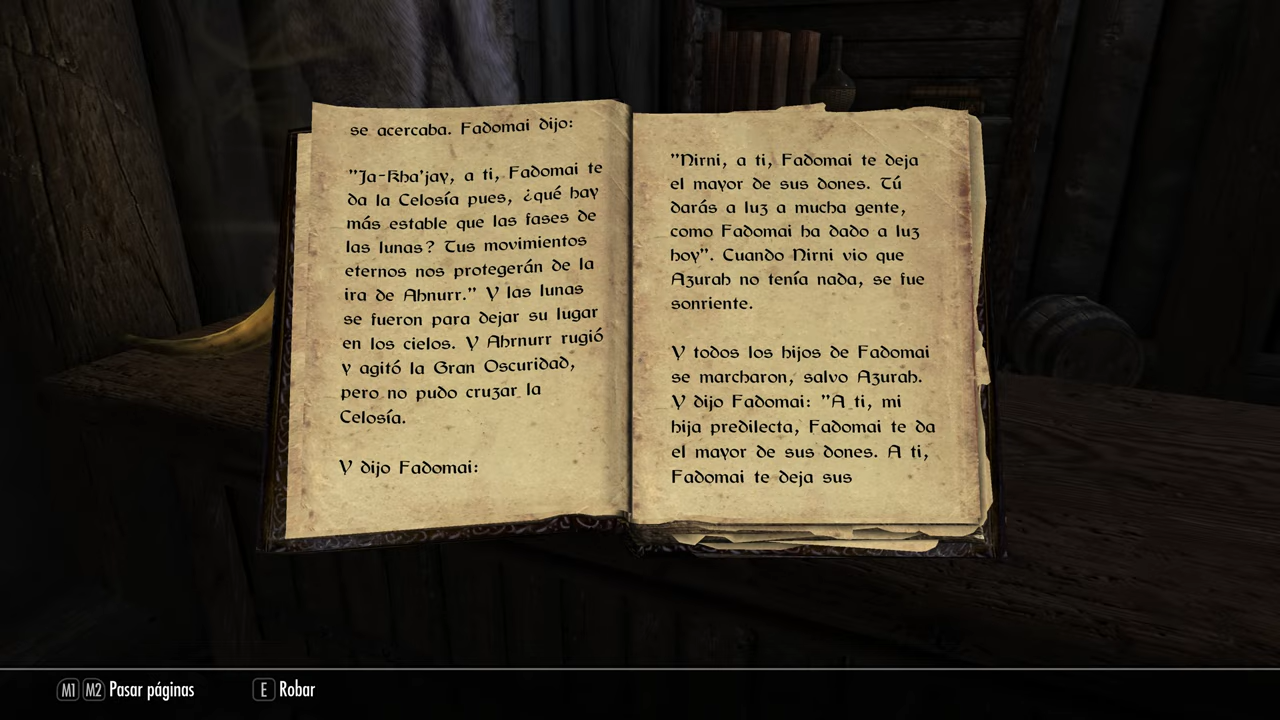 se acercaba. Fadomai dijo:
"Ja-Kha'jay, a ti, Fadomai te
da la Celosía pues, ¿qué hay
más estable que las fases de
las lunas? Tus movimientos
eternos nos protegerán de la
ira de Ahnurr." Y las lunas
se fueron para dejar su lugar
en los cielos. Y Ahrnurr rugió
y agitó la Gran Oscuridad,
pero no pudo cruzar la
Celosía.
Y dijo Fadomai:
"Nirni, a ti, Fadomai te deja
el mayor de sus dones. Tú
darás a luz a mucha gente,
como Fadomai ha dado a luz
hoy". Cuando Nirni vio que
Azurah no tenía nada, se fue
sonriente.
Y todos los hijos de Fadomai
se marcharon, salvo Azurah.
Y dijo Fadomai: "A ti, mi
hija predilecta, Fadomai te da
el mayor de sus dones. A ti,
Fadomai te deja sus
M1 M2 Pasar páginas
E Robar